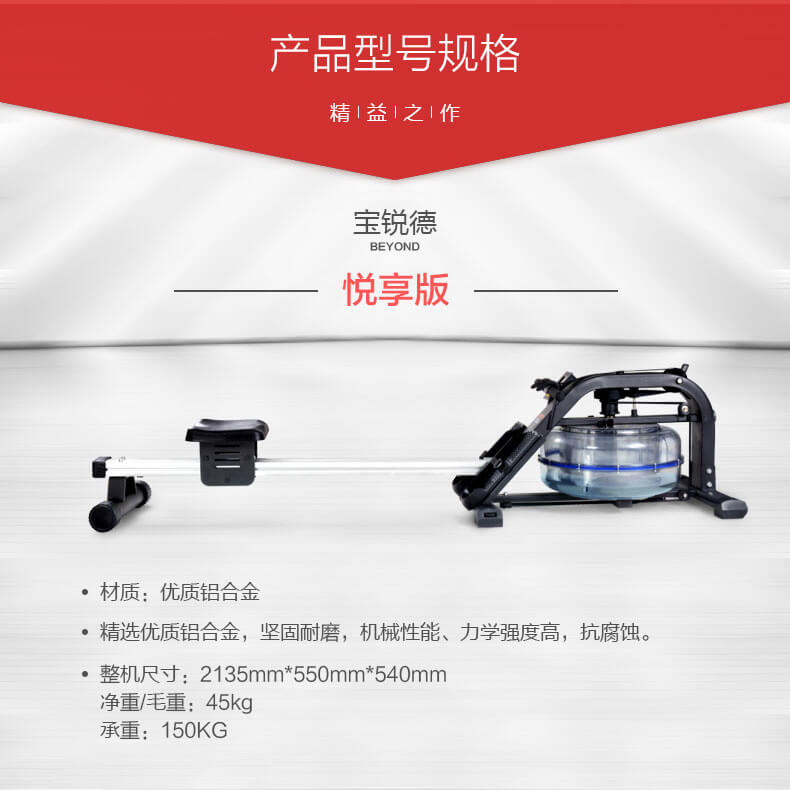 产品型号规格
精|益|之|作
宝锐德
BEYOND
悦享版
• 材质：优质铝合金
• 精选优质铝合金，坚固耐磨，机械性能、力学强度高，抗腐蚀。
• 整机尺寸：2135mm*550mm*540mm
净重/毛重：45kg
承重：150KG